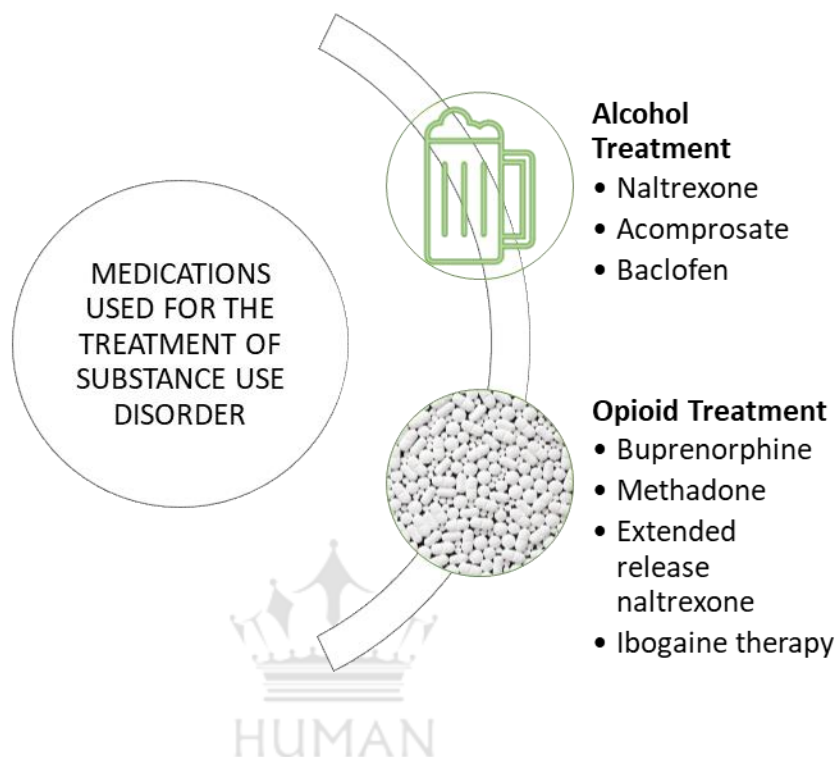 MEDICATIONS
USED FOR THE
TREATMENT OF
SUBSTANCE USE
DISORDER
Alcohol
Treatment
• Naltrexone
• Acomprosate
• Baclofen
Opioid Treatment
• Buprenorphine
• Methadone
• Extended
release
naltrexone
• Ibogaine therapy
HUMAN